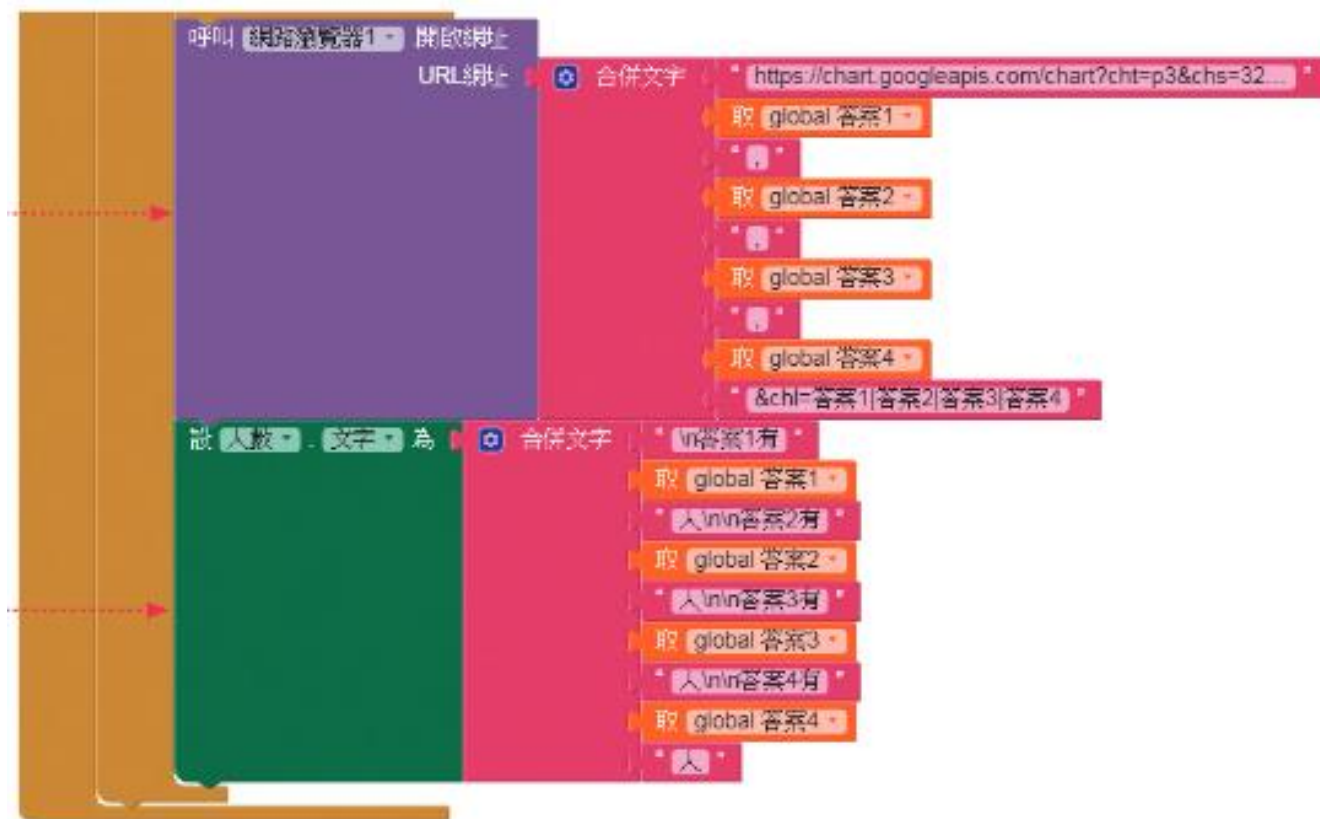 呼叫 網路瀏覽器1 開啟網址
URL網址 合併文字 " https://chart.googleapis.com/chart?cht=p3&chs=32... "
取 global 答案1
" , "
取 global 答案2
" , "
取 global 答案3
" , "
取 global 答案4
" &chl=答案1|答案2|答案3|答案4 "
設 人數 . 文字 為 合併文字 " \n答案1有 "
取 global 答案1
" 人\n\n答案2有 "
取 global 答案2
" 人\n\n答案3有 "
取 global 答案3
" 人\n\n答案4有 "
取 global 答案4
" 人 "